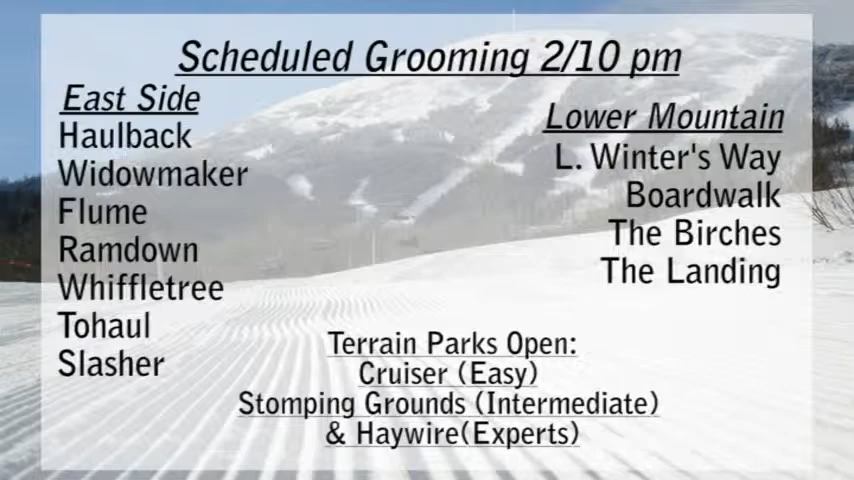 Scheduled Grooming 2/10 pm
East Side
Haulback
Widowmaker
Flume
Ramdown
Whiffletree
Tohaul
Slasher
Lower Mountain
L. Winter's Way
Boardwalk
The Birches
The Landing
Terrain Parks Open:
Cruiser (Easy)
Stomping Grounds (Intermediate)
& Haywire(Experts)